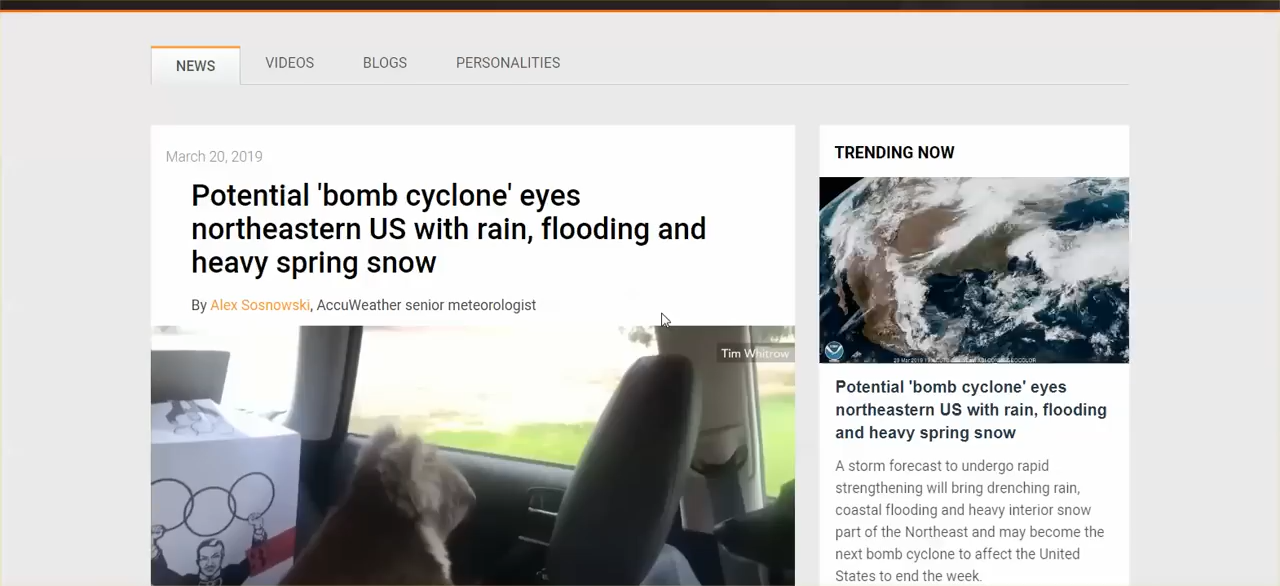 NEWS
VIDEOS
BLOGS
PERSONALITIES
March 20, 2019
Potential 'bomb cyclone' eyes
northeastern US with rain, flooding and
heavy spring snow
By Alex Sosnowski, AccuWeather senior meteorologist
Tim Whitrow
TRENDING NOW
Potential 'bomb cyclone' eyes
northeastern US with rain, flooding
and heavy spring snow
A storm forecast to undergo rapid
strengthening will bring drenching rain,
coastal flooding and heavy interior snow
part of the Northeast and may become the
next bomb cyclone to affect the United
States to end the week.